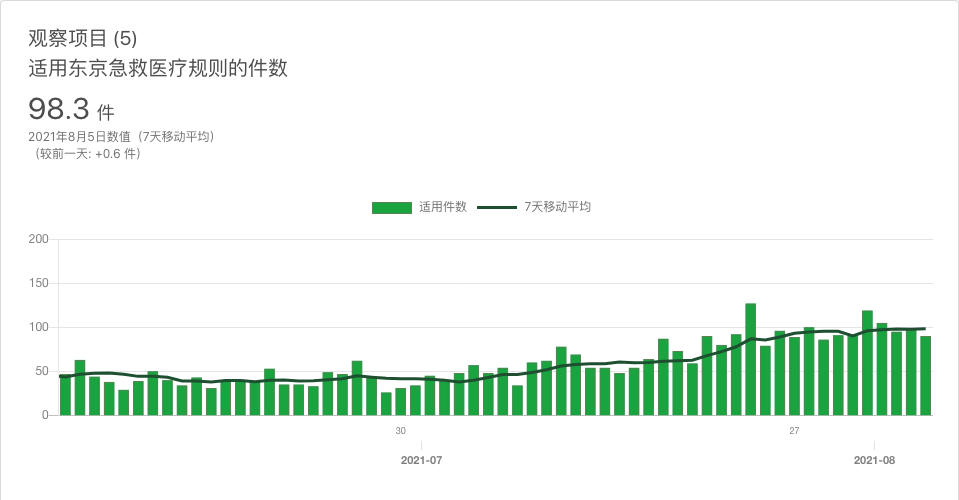 观察项目 (5)
适用东京急救医疗规则的件数
98.3 件
2021年8月5日数值（7天移动平均）
（较前一天: +0.6 件）
适用件数 7天移动平均
200
150
100
50
0
30 27
2021-07 2021-08